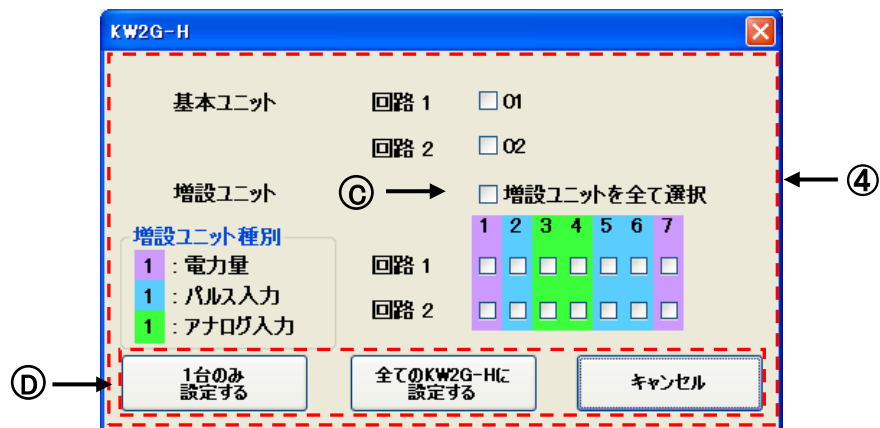 KW2G-H
基本ユニット 回路 1 01
回路 2 02
増設ユニット Ⓒ 増設ユニットを全て選択 ④
1 2 3 4 5 6 7
増設ユニット種別
1 : 電力量 回路 1
1 : パルス入力
1 : アナログ入力 回路 2
Ⓓ 1台のみ
設定する
全てのKW2G-Hに
設定する
キャンセル